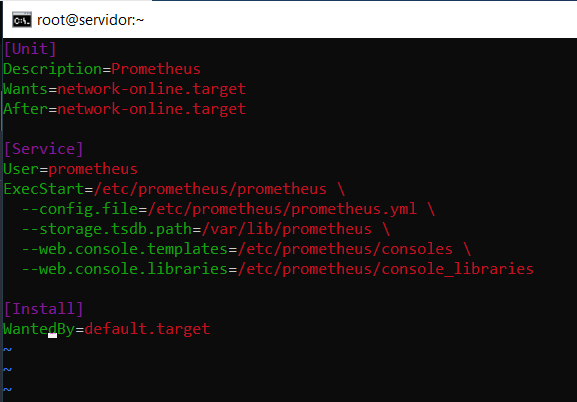 root@servidor:~
[Unit]
Description=Prometheus
Wants=network-online.target
After=network-online.target
[Service]
User=prometheus
ExecStart=/etc/prometheus/prometheus \
  --config.file=/etc/prometheus/prometheus.yml \
  --storage.tsdb.path=/var/lib/prometheus \
  --web.console.templates=/etc/prometheus/consoles \
  --web.console.libraries=/etc/prometheus/console_libraries
[Install]
WantedBy=default.target
~
~
~